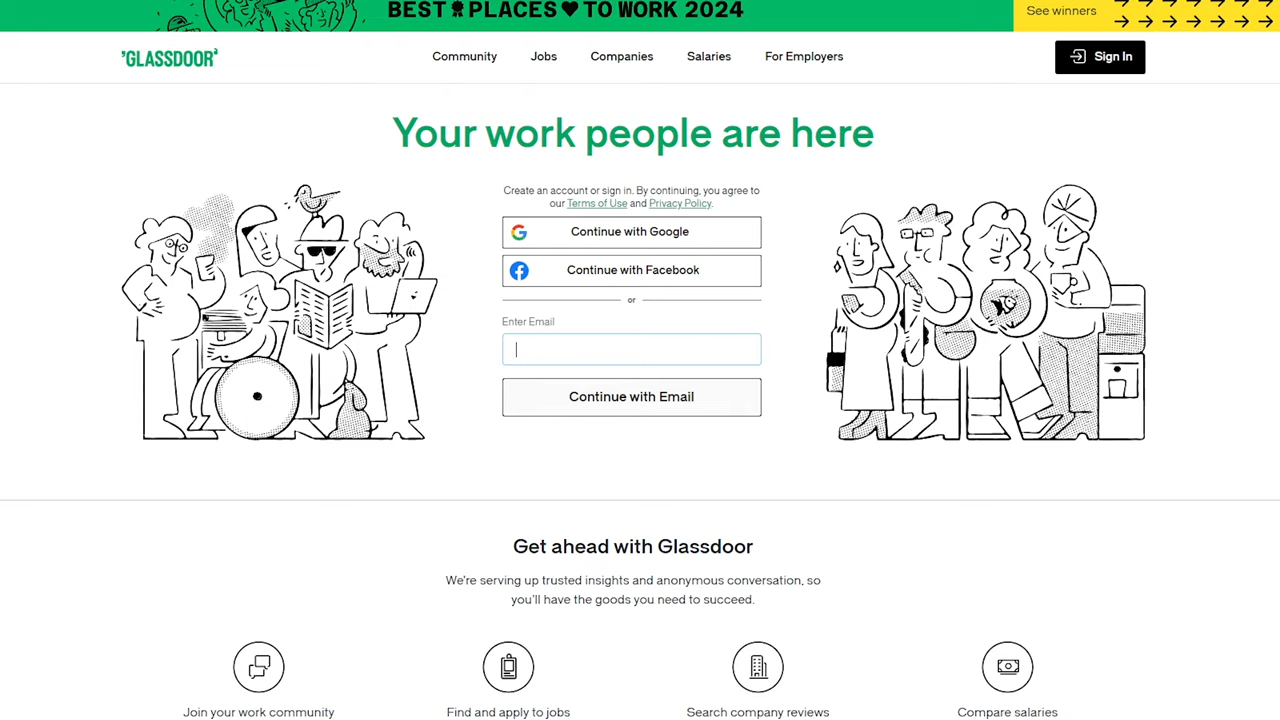 BEST PLACES TO WORK 2024
See winners
GLASSDOOR
Community
Jobs
Companies
Salaries
For Employers
Sign In
Your work people are here
Create an account or sign in. By continuing, you agree to
our Terms of Use and Privacy Policy.
Continue with Google
Continue with Facebook
or
Enter Email
Continue with Email
Get ahead with Glassdoor
We're serving up trusted insights and anonymous conversation, so
you'll have the goods you need to succeed.
Join your work community
Find and apply to jobs
Search company reviews
Compare salaries